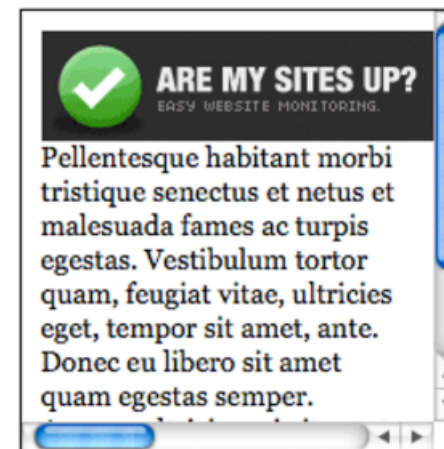 ARE MY SITES UP?
EASY WEBSITE MONITORING.
Pellentesque habitant morbi
tristique senectus et netus et
malesuada fames ac turpis
egestas. Vestibulum tortor
quam, feugiat vitae, ultricies
eget, tempor sit amet, ante.
Donec eu libero sit amet
quam egestas semper.